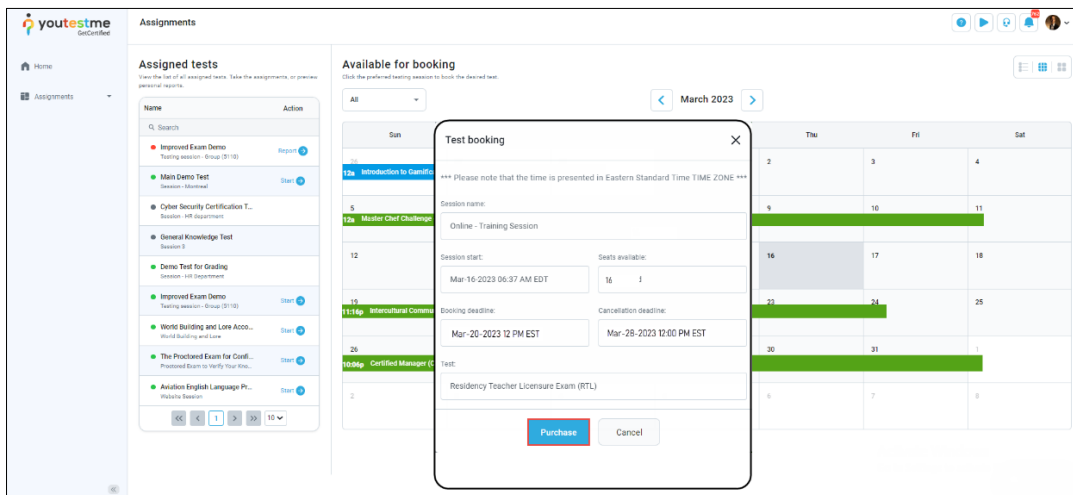 youtestme
GetCertified
Assignments
Home
Assignments
Assigned tests
View the list of all assigned tests. Take the assignments, or preview personal reports.
Name Action
Search
Improved Exam Demo
Testing session - Group (5110)
Report
Main Demo Test
Session - Montreal
Start
Cyber Security Certification T...
Session - HR department
General Knowledge Test
Session 5
Demo Test for Grading
Session - HR Department
Improved Exam Demo
Testing session - Group (5110)
Start
World Building and Lore Acco...
World Building and Lore
Start
The Proctored Exam for Confi...
Proctored Exam to Verify Your Kno...
Start
Aviation English Language Pr...
Website Session
Start
<< < 1 > >> 10
Available for booking
Click the preferred testing session to book the desired test.
All
< March 2023 >
Sun Thu Fri Sat
26 2 3 4
12a Introduction to Gamific
5 9 10 11
12a Master Chef Challenge
12 16 17 18
19 23 24 25
11:16p Intercultural Commu
26 30 31 1
10:06p Certified Manager (C
2 6 7 8
Test booking
*** Please note that the time is presented in Eastern Standard Time TIME ZONE ***
Session name:
Online - Training Session
Session start: Seats available:
Mar-16-2023 06:37 AM EDT 16
Booking deadline: Cancellation deadline:
Mar-20-2023 12 PM EST Mar-28-2023 12:00 PM EST
Test:
Residency Teacher Licensure Exam (RTL)
Purchase Cancel